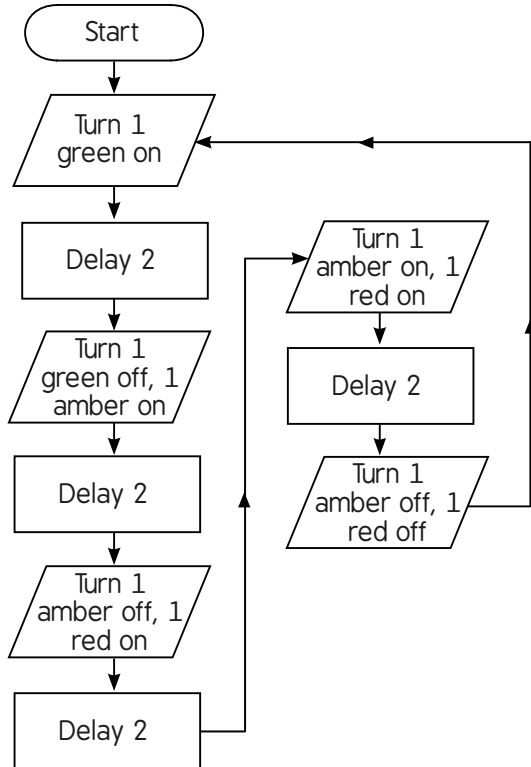 Start
Turn 1
green on
Delay 2
Turn 1
green off, 1
amber on
Delay 2
Turn 1
amber off, 1
red on
Delay 2
Turn 1
amber on, 1
red on
Delay 2
Turn 1
amber off, 1
red off